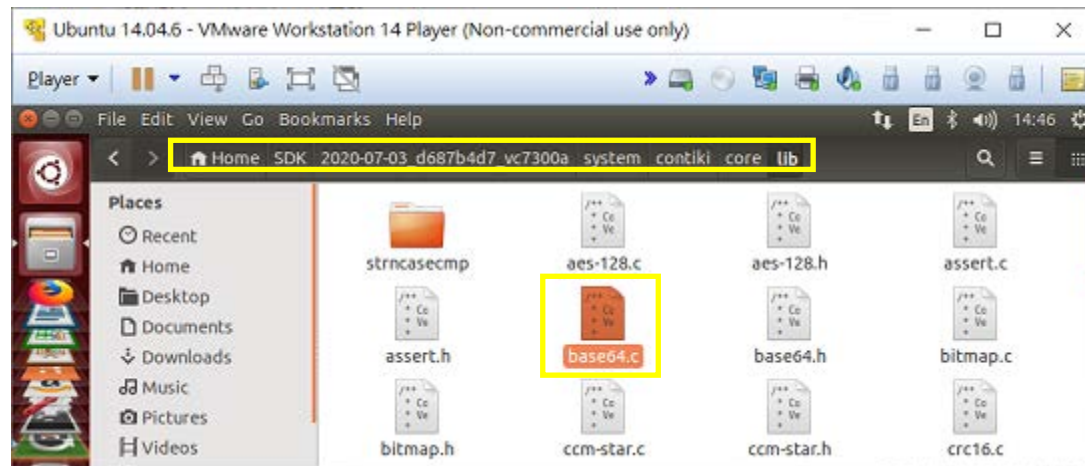 Ubuntu 14.04.6 - VMware Workstation 14 Player (Non-commercial use only)
Player
File Edit View Go Bookmarks Help En 14:46
Home SDK 2020-07-03_d687b4d7_vc7300a system contiki core lib
Places
Recent
Home
Desktop
Documents
Downloads
Music
Pictures
Videos
strncasecmp aes-128.c aes-128.h assert.c
assert.h base64.c base64.h bitmap.c
bitmap.h ccm-star.c ccm-star.h crc16.c